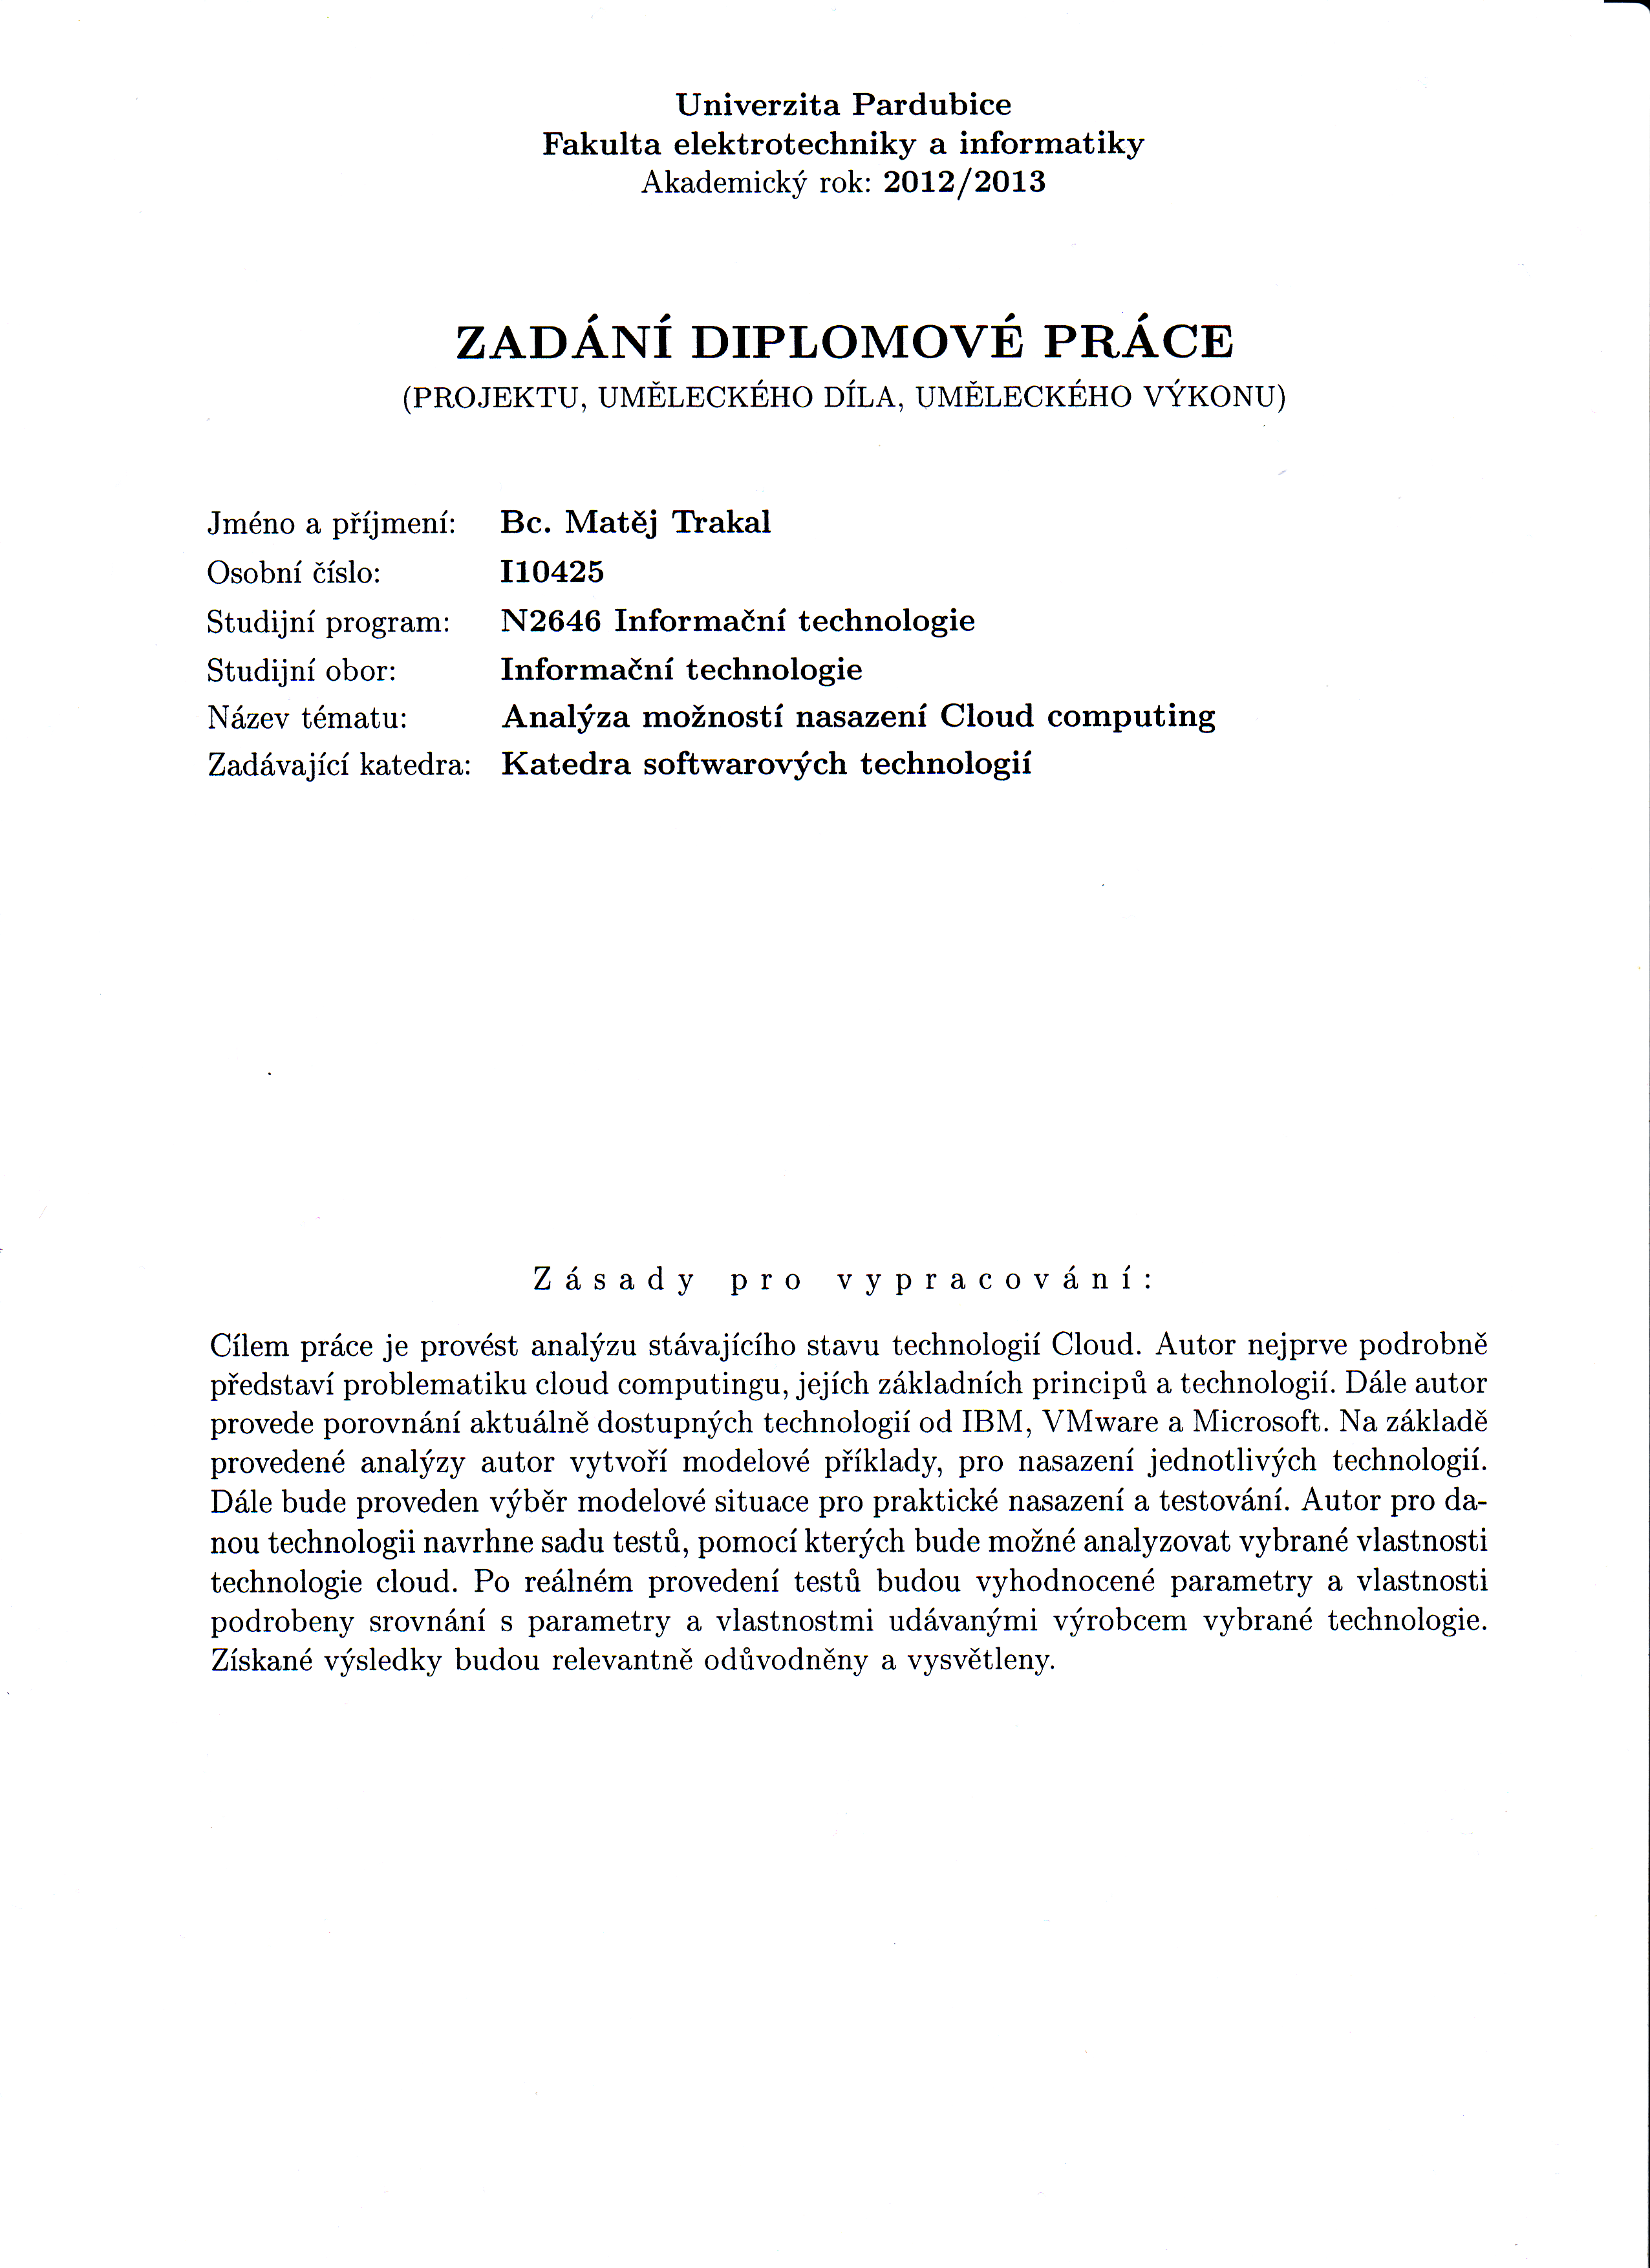 Univerzita Pardubice
Fakulta elektrotechniky a informatiky
Akademický rok: 2012/2013
ZADÁNÍ DIPLOMOVÉ PRÁCE
(PROJEKTU, UMĚLECKÉHO DÍLA, UMĚLECKÉHO VÝKONU)
Jméno a příjmení: Bc. Matěj Trakal
Osobní číslo: I10425
Studijní program: N2646 Informační technologie
Studijní obor: Informační technologie
Název tématu: Analýza možností nasazení Cloud computing
Zadávající katedra: Katedra softwarových technologií
Zásady pro vypracování:
Cílem práce je provést analýzu stávajícího stavu technologií Cloud. Autor nejprve podrobně
představí problematiku cloud computingu, jejích základních principů a technologií. Dále autor
provede porovnání aktuálně dostupných technologií od IBM, VMware a Microsoft. Na základě
provedené analýzy autor vytvoří modelové příklady, pro nasazení jednotlivých technologií.
Dále bude proveden výběr modelové situace pro praktické nasazení a testování. Autor pro da-
nou technologii navrhne sadu testů, pomocí kterých bude možné analyzovat vybrané vlastnosti
technologie cloud. Po reálném provedení testů budou vyhodnocené parametry a vlastnosti
podrobeny srovnání s parametry a vlastnostmi udávanými výrobcem vybrané technologie.
Získané výsledky budou relevantně odůvodněny a vysvětleny.